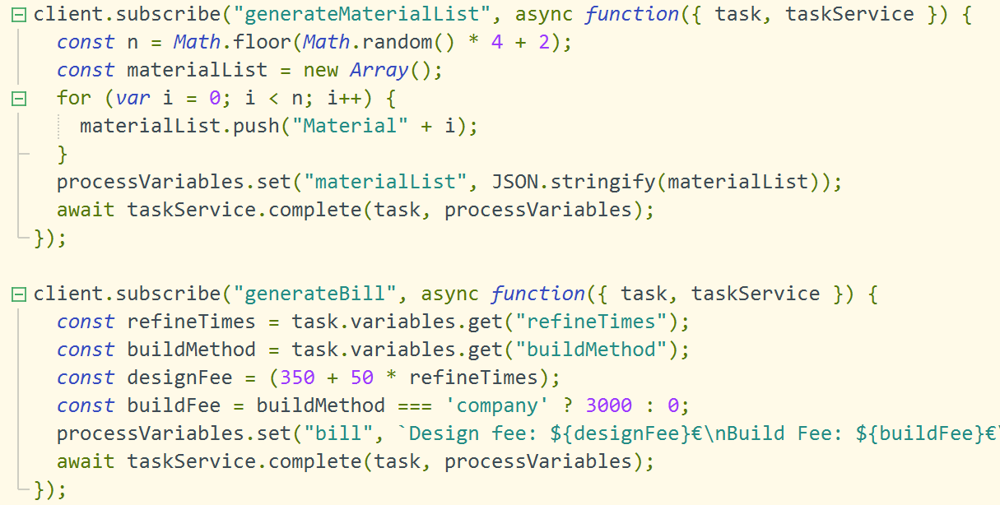 client.subscribe("generateMaterialList", async function({ task, taskService }) {
  const n = Math.floor(Math.random() * 4 + 2);
  const materialList = new Array();
  for (var i = 0; i < n; i++) {
    materialList.push("Material" + i);
  }
  processVariables.set("materialList", JSON.stringify(materialList));
  await taskService.complete(task, processVariables);
});

client.subscribe("generateBill", async function({ task, taskService }) {
  const refineTimes = task.variables.get("refineTimes");
  const buildMethod = task.variables.get("buildMethod");
  const designFee = (350 + 50 * refineTimes);
  const buildFee = buildMethod === 'company' ? 3000 : 0;
  processVariables.set("bill", `Design fee: ${designFee}€\nBuild Fee: ${buildFee}€\
  await taskService.complete(task, processVariables);
});